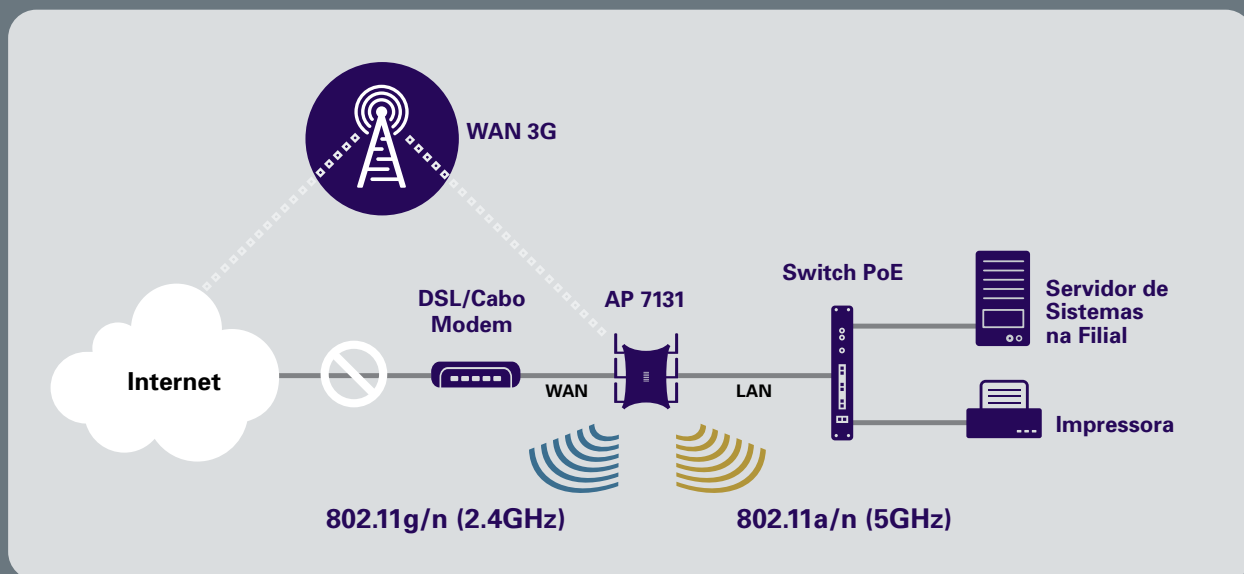 WAN 3G
Switch PoE
DSL/Cabo
Modem
AP 7131
Servidor de
Sistemas
na Filial
Internet
WAN
LAN
Impressora
802.11g/n (2.4GHz)
802.11a/n (5GHz)